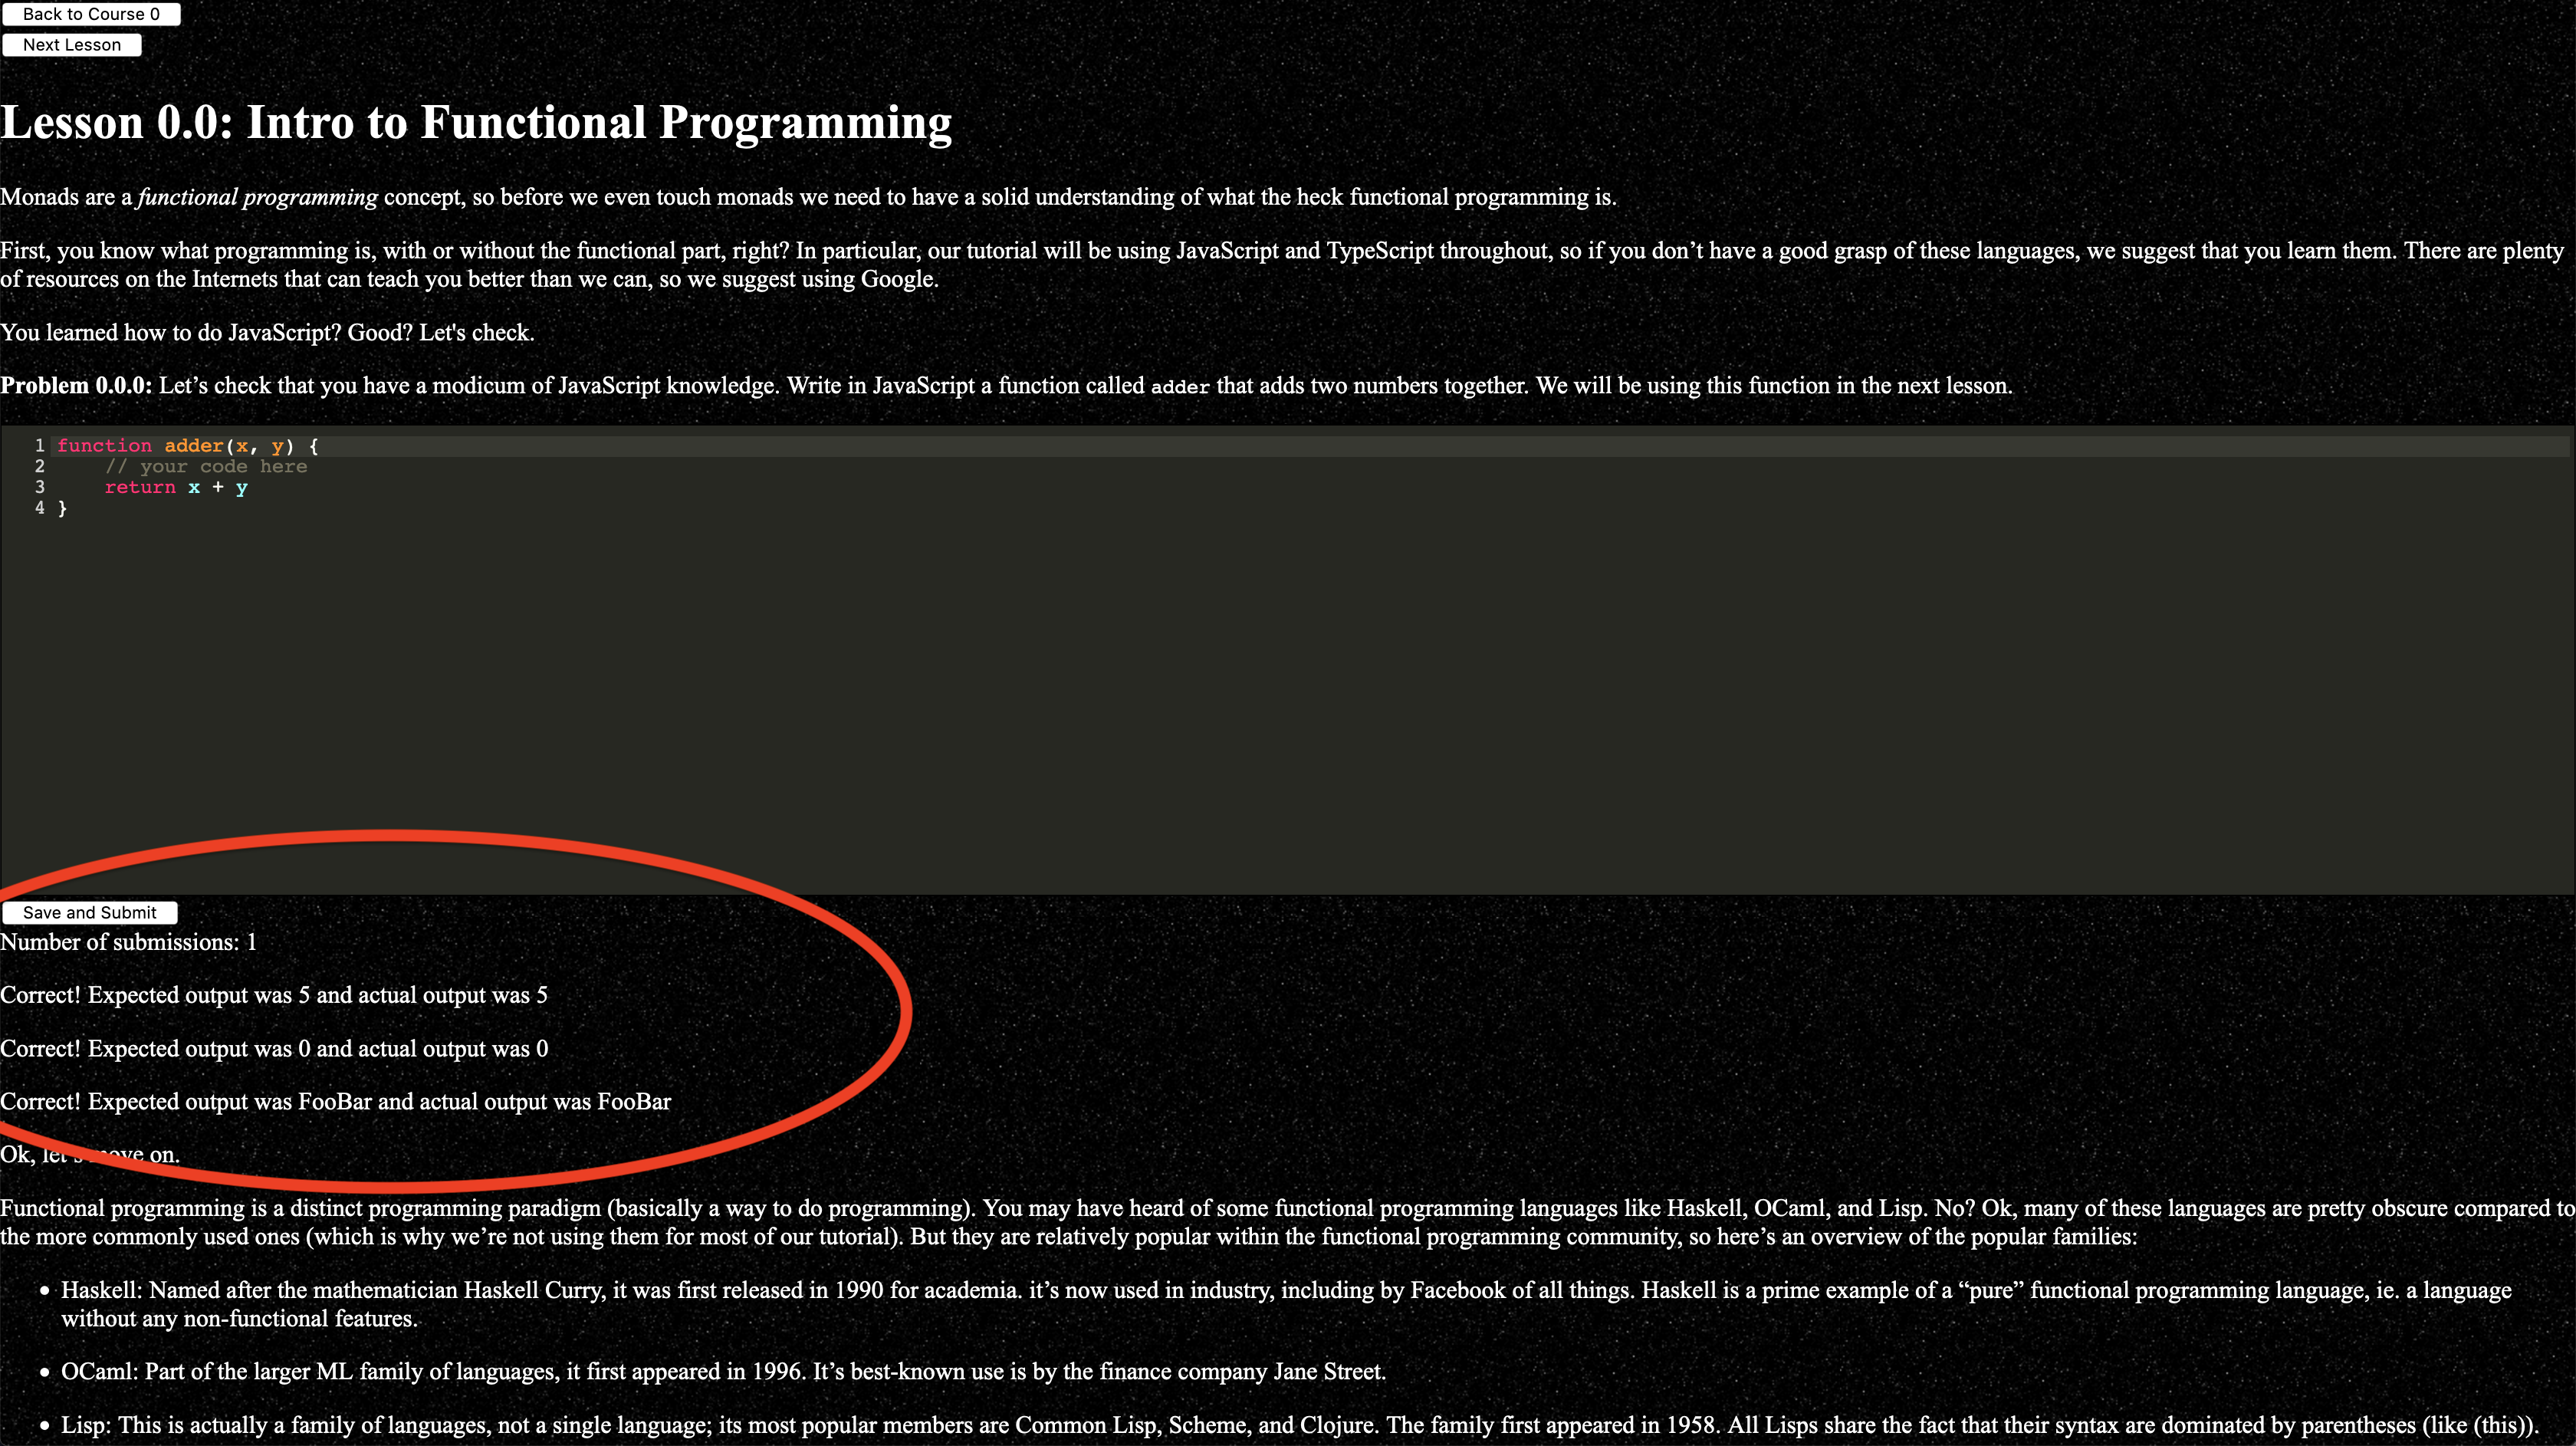 Back to Course 0
Next Lesson
Lesson 0.0: Intro to Functional Programming
Monads are a functional programming concept, so before we even touch monads we need to have a solid understanding of what the heck functional programming is.
First, you know what programming is, with or without the functional part, right? In particular, our tutorial will be using JavaScript and TypeScript throughout, so if you don’t have a good grasp of these languages, we suggest that you learn them. There are plenty
of resources on the Internets that can teach you better than we can, so we suggest using Google.
You learned how to do JavaScript? Good? Let's check.
Problem 0.0.0: Let’s check that you have a modicum of JavaScript knowledge. Write in JavaScript a function called adder that adds two numbers together. We will be using this function in the next lesson.
1 function adder(x, y) {
2     // your code here
3     return x + y
4 }
Save and Submit
Number of submissions: 1
Correct! Expected output was 5 and actual output was 5
Correct! Expected output was 0 and actual output was 0
Correct! Expected output was FooBar and actual output was FooBar
Ok, let’s move on.
Functional programming is a distinct programming paradigm (basically a way to do programming). You may have heard of some functional programming languages like Haskell, OCaml, and Lisp. No? Ok, many of these languages are pretty obscure compared to
the more commonly used ones (which is why we’re not using them for most of our tutorial). But they are relatively popular within the functional programming community, so here’s an overview of the popular families:
• Haskell: Named after the mathematician Haskell Curry, it was first released in 1990 for academia. it’s now used in industry, including by Facebook of all things. Haskell is a prime example of a “pure” functional programming language, ie. a language
without any non-functional features.
• OCaml: Part of the larger ML family of languages, it first appeared in 1996. It’s best-known use is by the finance company Jane Street.
• Lisp: This is actually a family of languages, not a single language; its most popular members are Common Lisp, Scheme, and Clojure. The family first appeared in 1958. All Lisps share the fact that their syntax are dominated by parentheses (like (this)).